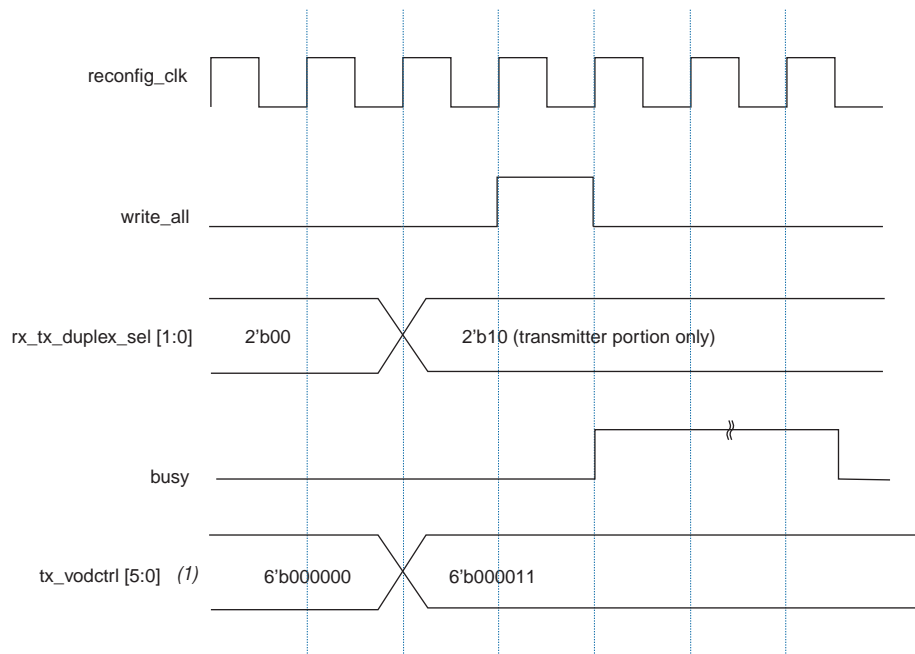 reconfig_clk
write_all
rx_tx_duplex_sel [1:0] 2'b00 2'b10 (transmitter portion only)
busy
tx_vodctrl [5:0] (1) 6'b000000 6'b000011